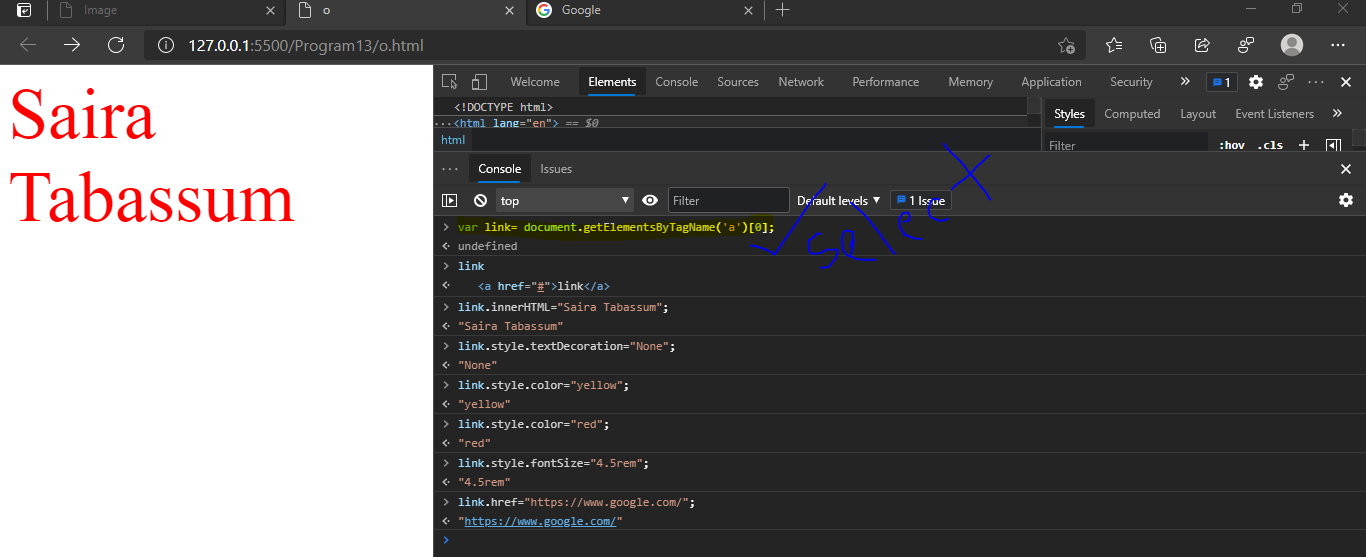 Image
o
Google
127.0.0.1:5500/Program13/o.html
Saira
Tabassum
Welcome Elements Console Sources Network Performance Memory Application Security 1
<!DOCTYPE html>
···<html lang="en"> == $0
html
Styles Computed Layout Event Listeners
Filter :hov .cls +
Console Issues
top Filter Default levels 1 Issue
var link= document.getElementsByTagName('a')[0];
undefined
link
<a href="#">link</a>
link.innerHTML="Saira Tabassum";
"Saira Tabassum"
link.style.textDecoration="None";
"None"
link.style.color="yellow";
"yellow"
link.style.color="red";
"red"
link.style.fontSize="4.5rem";
"4.5rem"
link.href="https://www.google.com/";
"https://www.google.com/"